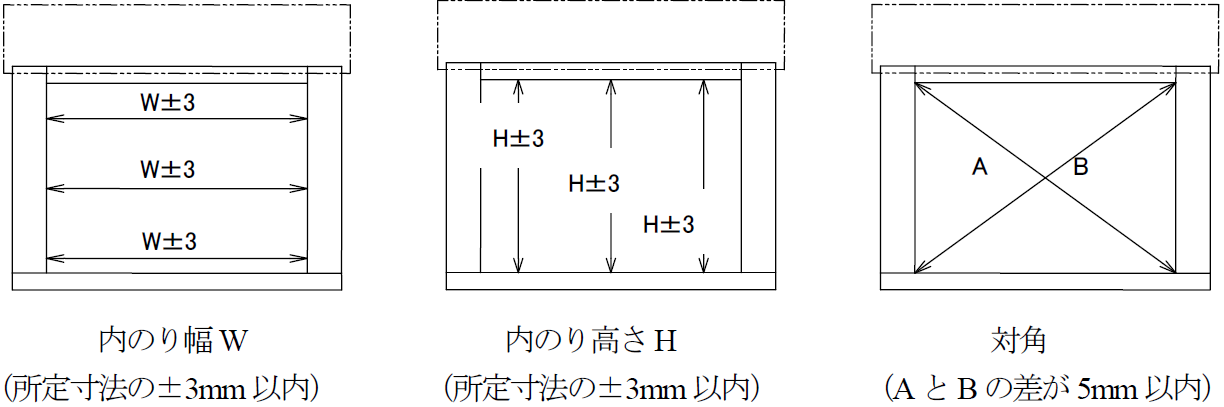 W±3
W±3
W±3
内のり幅 W
(所定寸法の±3mm 以内)
H±3
H±3
H±3
内のり高さ H
(所定寸法の±3mm 以内)
A
B
対角
(A と B の差が 5mm 以内)